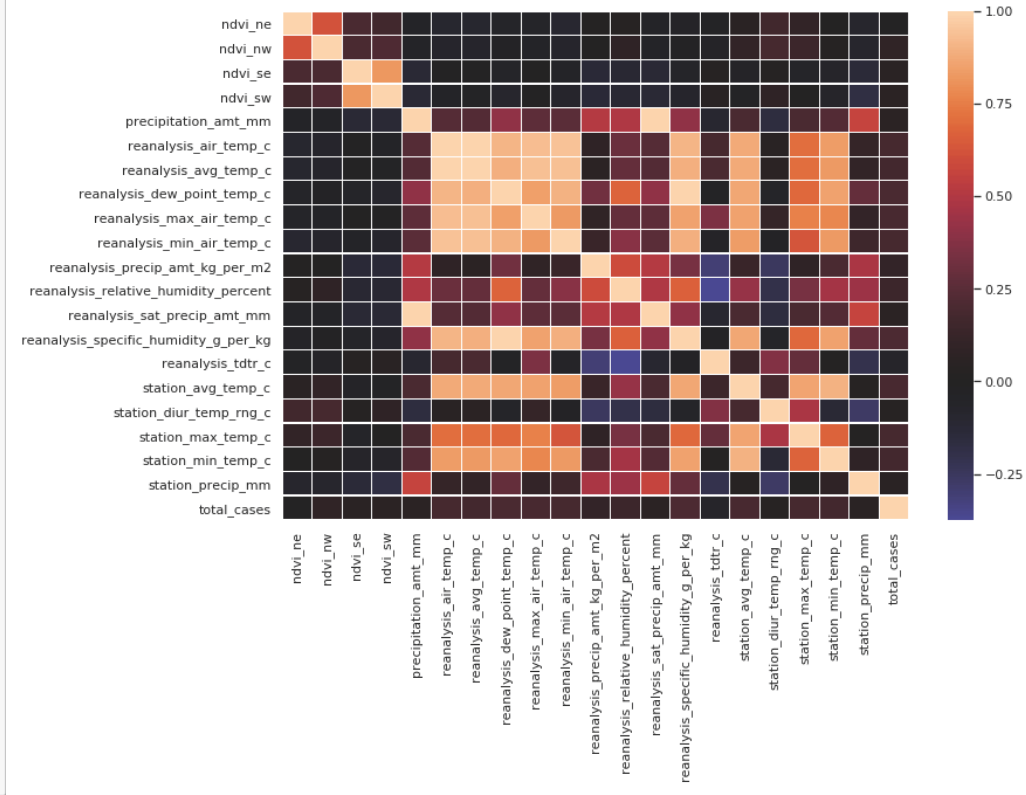 ndvi_ne
ndvi_nw
ndvi_se
ndvi_sw
precipitation_amt_mm
reanalysis_air_temp_c
reanalysis_avg_temp_c
reanalysis_dew_point_temp_c
reanalysis_max_air_temp_c
reanalysis_min_air_temp_c
reanalysis_precip_amt_kg_per_m2
reanalysis_relative_humidity_percent
reanalysis_sat_precip_amt_mm
reanalysis_specific_humidity_g_per_kg
reanalysis_tdtr_c
station_avg_temp_c
station_diur_temp_rng_c
station_max_temp_c
station_min_temp_c
station_precip_mm
total_cases
ndvi_ne
ndvi_nw
ndvi_se
ndvi_sw
precipitation_amt_mm
reanalysis_air_temp_c
reanalysis_avg_temp_c
reanalysis_dew_point_temp_c
reanalysis_max_air_temp_c
reanalysis_min_air_temp_c
reanalysis_precip_amt_kg_per_m2
reanalysis_relative_humidity_percent
reanalysis_sat_precip_amt_mm
reanalysis_specific_humidity_g_per_kg
reanalysis_tdtr_c
station_avg_temp_c
station_diur_temp_rng_c
station_max_temp_c
station_min_temp_c
station_precip_mm
total_cases
1.00
0.75
0.50
0.25
0.00
−0.25